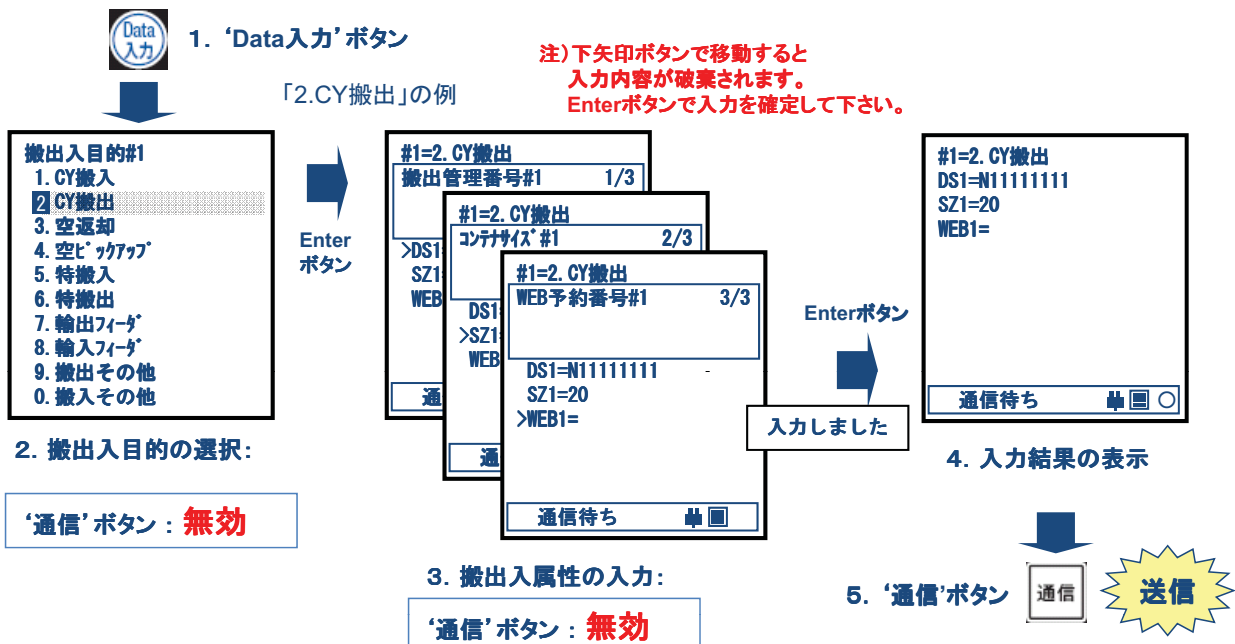 Data
入力
1. ‘Data入力’ボタン
「2.CY搬出」の例
注)下矢印ボタンで移動すると
入力内容が破棄されます。
Enterボタンで入力を確定して下さい。
搬出入目的#1
1. CY搬入
2 CY搬出
3. 空返却
4. 空ピックアップ
5. 特搬入
6. 特搬出
7. 輸出フィーダ
8. 輸入フィーダ
9. 搬出その他
0. 搬入その他
2. 搬出入目的の選択:
‘通信’ボタン : 無効
Enter
ボタン
#1=2. CY搬出
搬出管理番号#1 1/3
>DS1
SZ1
WEB
通
#1=2. CY搬出
コンテナサイズ#1 2/3
DS1
>SZ1
WEB
通
#1=2. CY搬出
WEB予約番号#1 3/3
DS1=N11111111
SZ1=20
>WEB1=
通信待ち
3. 搬出入属性の入力:
‘通信’ボタン : 無効
Enterボタン
入力しました
#1=2. CY搬出
DS1=N11111111
SZ1=20
WEB1=
通信待ち
4. 入力結果の表示
5. ‘通信’ボタン
通信
送信